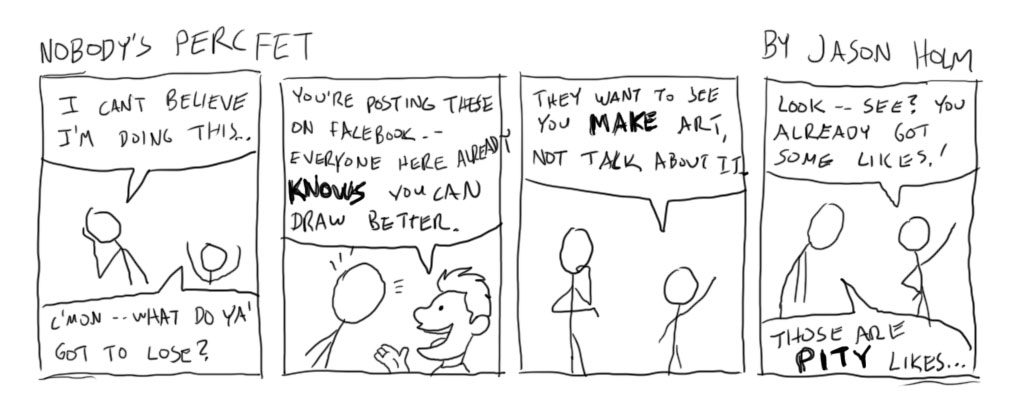 NOBODY'S PERCFET
BY JASON HOLM
I CANT BELIEVE
I'M DOING THIS...
C'MON -- WHAT DO YA'
GOT TO LOSE?
YOU'RE POSTING THESE
ON FACEBOOK --
EVERYONE HERE ALREADY
KNOWS YOU CAN
DRAW BETTER.
THEY WANT TO SEE
YOU MAKE ART,
NOT TALK ABOUT IT.
LOOK -- SEE? YOU
ALREADY GOT
SOME LIKES!
THOSE ARE
PITY LIKES...